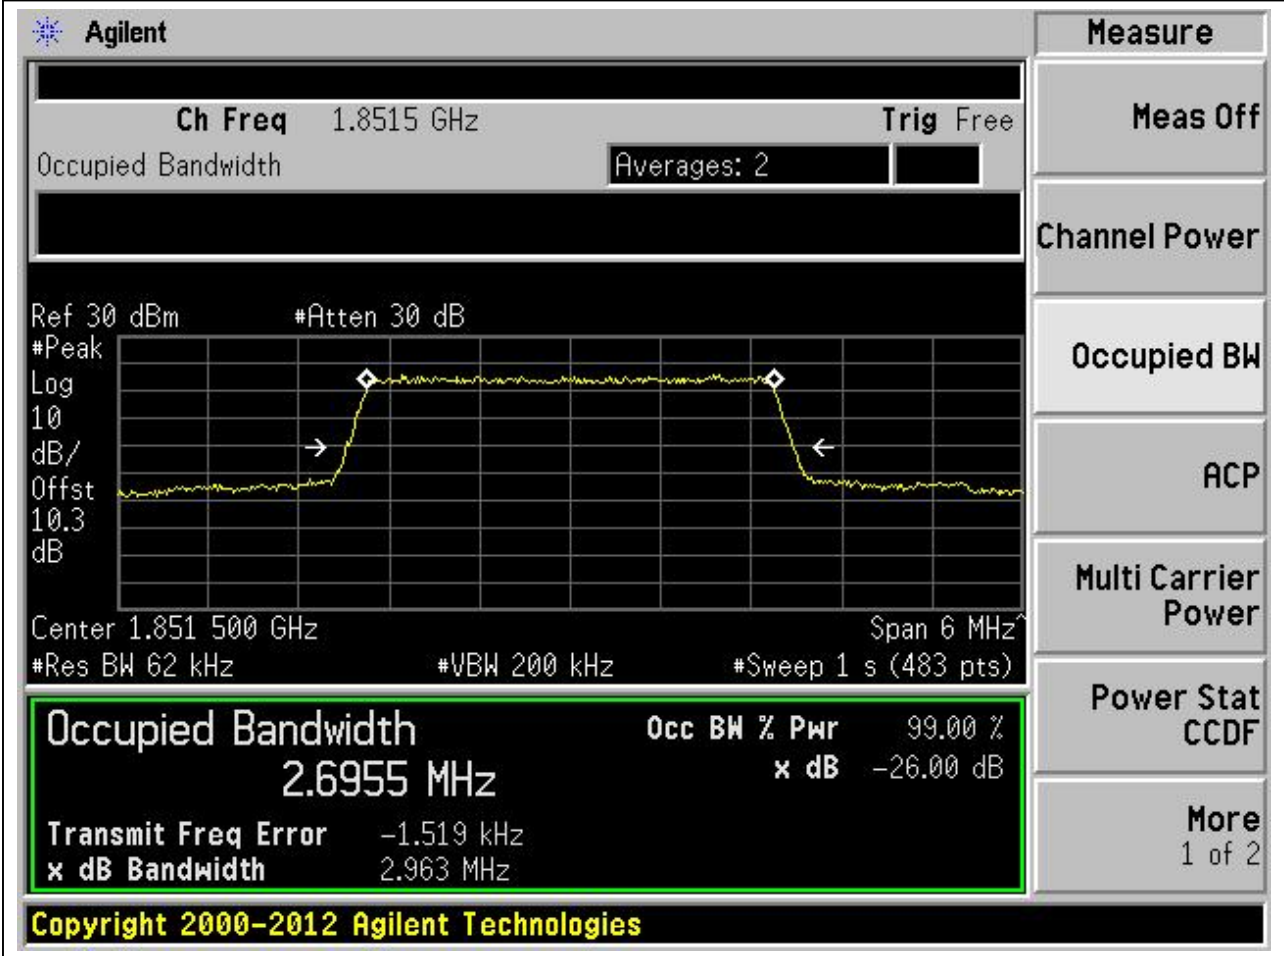 Agilent
Measure
Ch Freq 1.8515 GHz Trig Free
Occupied Bandwidth Averages: 2
Meas Off
Channel Power
Occupied BW
ACP
Multi Carrier
Power
Power Stat
CCDF
More
1 of 2
Ref 30 dBm #Atten 30 dB
#Peak
Log
10
dB/
Offst
10.3
dB
Center 1.851 500 GHz Span 6 MHz^
#Res BW 62 kHz #VBW 200 kHz #Sweep 1 s (483 pts)
Occupied Bandwidth Occ BW % Pwr 99.00 %
2.6955 MHz x dB -26.00 dB
Transmit Freq Error -1.519 kHz
x dB Bandwidth 2.963 MHz
Copyright 2000-2012 Agilent Technologies